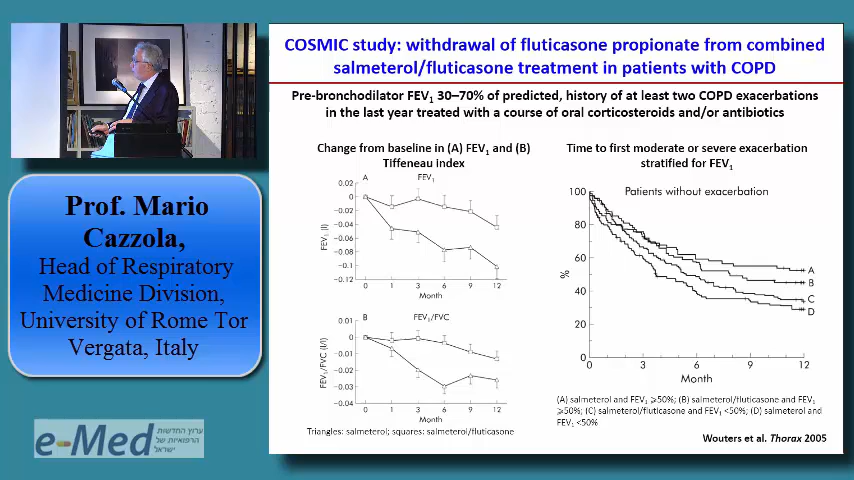 COSMIC study: withdrawal of fluticasone propionate from combined
salmeterol/fluticasone treatment in patients with COPD
Pre-bronchodilator FEV1 30–70% of predicted, history of at least two COPD exacerbations
in the last year treated with a course of oral corticosteroids and/or antibiotics
Change from baseline in (A) FEV1 and (B)
Tiffeneau index
A
FEV1
0.02
0
−0.02
−0.04
−0.06
−0.08
−0.1
−0.12
FEV1 (l)
0 1 3 6 9 12
Month
B
FEV1/FVC
0.01
0
−0.01
−0.02
−0.03
−0.04
FEV1/FVC (l/l)
0 1 3 6 9 12
Month
Triangles: salmeterol; squares: salmeterol/fluticasone
Time to first moderate or severe exacerbation
stratified for FEV1
Patients without exacerbation
100
80
60
40
20
0
%
A
B
C
D
0 3 6 9 12
Month
(A) salmeterol and FEV1 ⩾50%; (B) salmeterol/fluticasone and FEV1
⩾50%; (C) salmeterol/fluticasone and FEV1 <50%; (D) salmeterol and
FEV1 <50%
Wouters et al. Thorax 2005
Prof. Mario
Cazzola,
Head of Respiratory
Medicine Division,
University of Rome Tor
Vergata, Italy
e-Med
ערוץ החדשות
הרפואיות של
ישראל